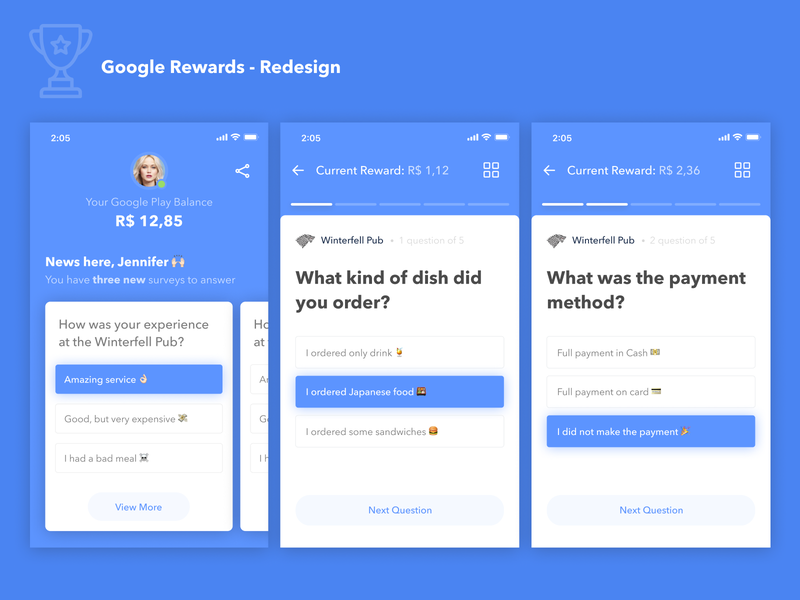 Google Rewards - Redesign
2:05
Your Google Play Balance
R$ 12,85
News here, Jennifer 🙌🏻
You have three new surveys to answer
How was your experience
at the Winterfell Pub?
Amazing service 👌🏻
Good, but very expensive 💸
I had a bad meal ☠️
View More
Ho
at
A
G
I h
2:05
Current Reward: R$ 1,12
Winterfell Pub • 1 question of 5
What kind of dish did
you order?
I ordered only drink 🍹
I ordered Japanese food 🍱
I ordered some sandwiches 🍔
Next Question
2:05
Current Reward: R$ 2,36
Winterfell Pub • 2 question of 5
What was the payment
method?
Full payment in Cash 💵
Full payment on card 💳
I did not make the payment 🎉
Next Question